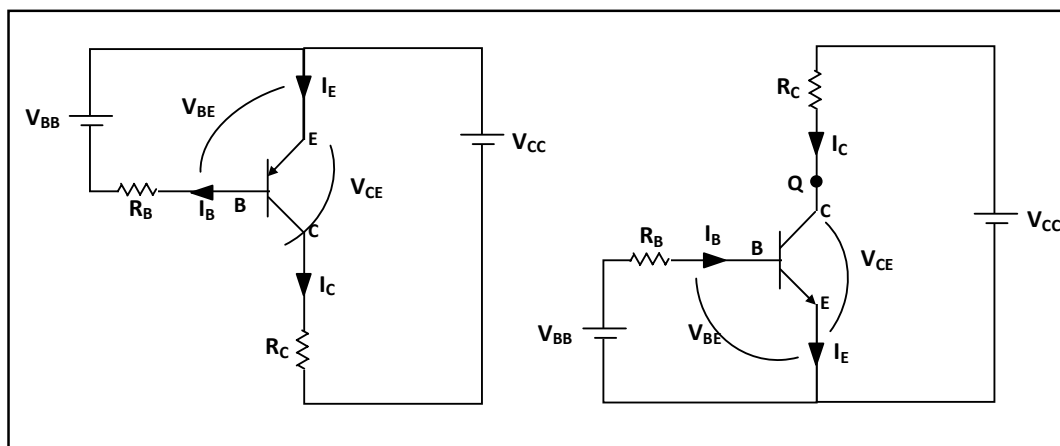 I_E
V_BE
V_BB
E
V_CC
V_CE
R_B
I_B
B
C
I_C
R_C
R_C
I_C
Q
C
V_CC
R_B
I_B
B
V_CE
E
V_BB
V_BE
I_E